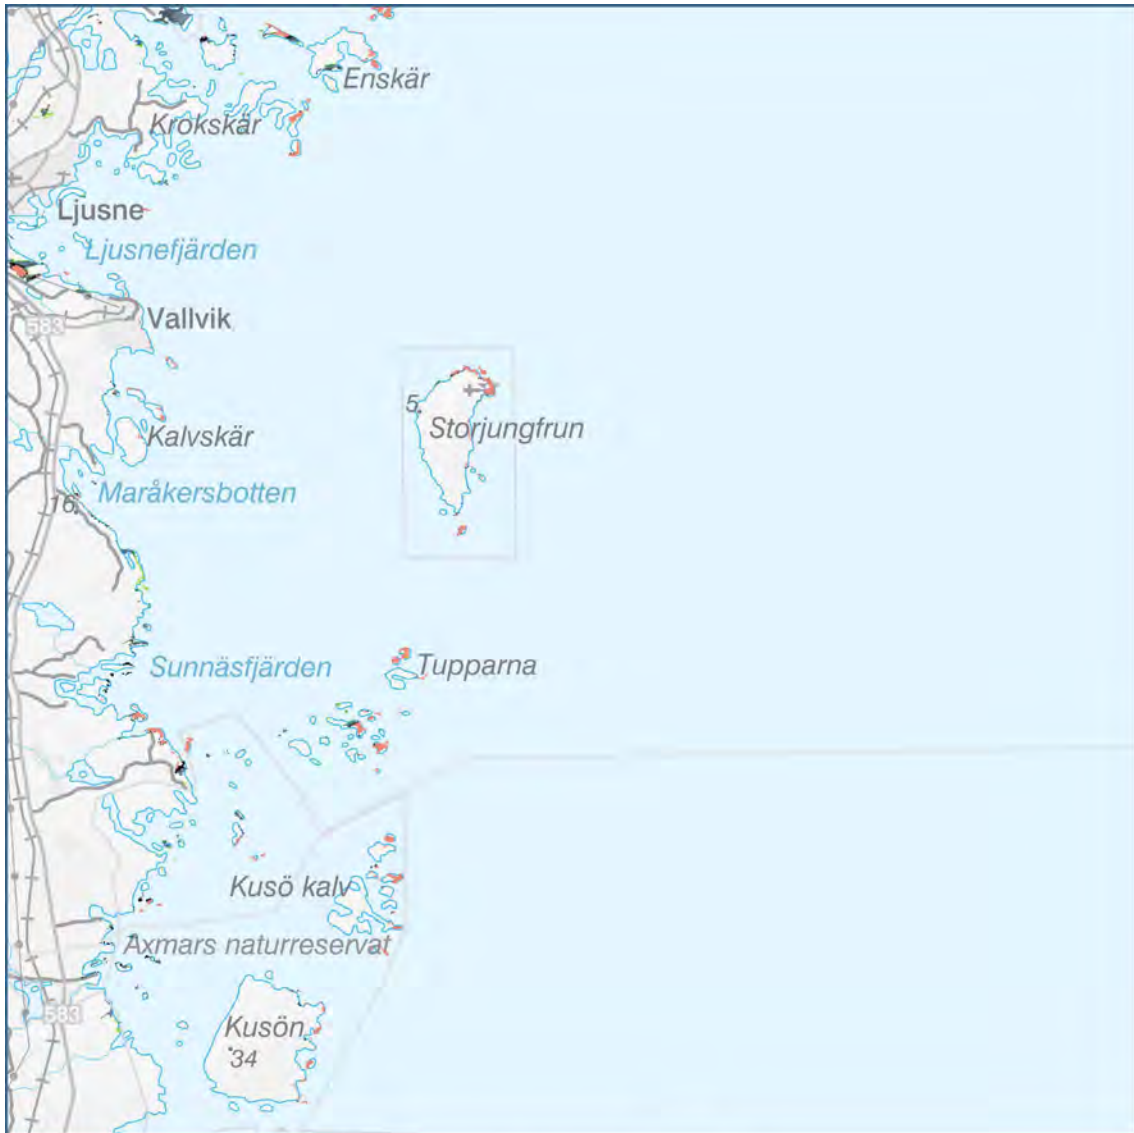 Enskär
Krokskär
Ljusne
Ljusnefjärden
Vallvik
583
5
Storjungfrun
Kalvskär
Maråkersbotten
16
Sunnäsfjärden
Tupparna
Kusö kalv
Axmars naturreservat
583
Kusön
34